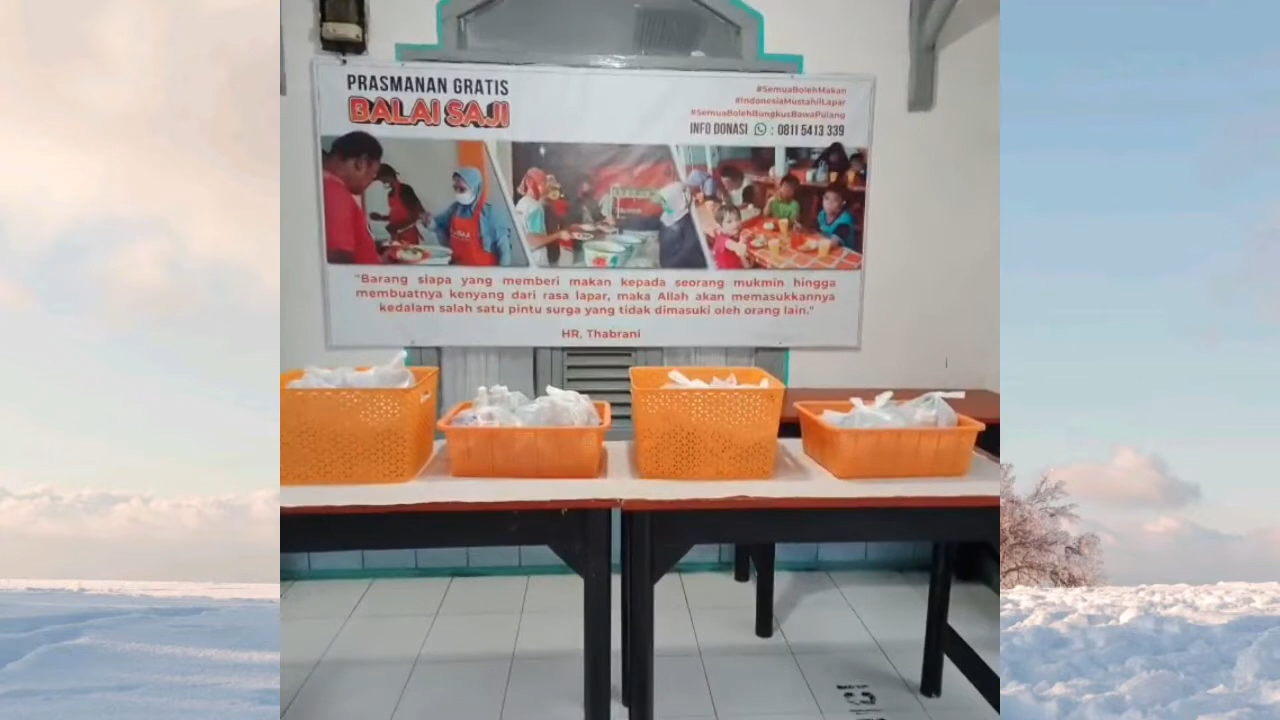 PRASMANAN GRATIS
BALAI SAJI
#SemuaBolehMakan
#IndonesiaMustahilLapar
#SemuaBolehBungkusBawaPulang
INFO DONASI : 0811 5413 339
"Barang siapa yang memberi makan kepada seorang mukmin hingga
membuatnya kenyang dari rasa lapar, maka Allah akan memasukkannya
kedalam salah satu pintu surga yang tidak dimasuki oleh orang lain."
HR. Thabrani